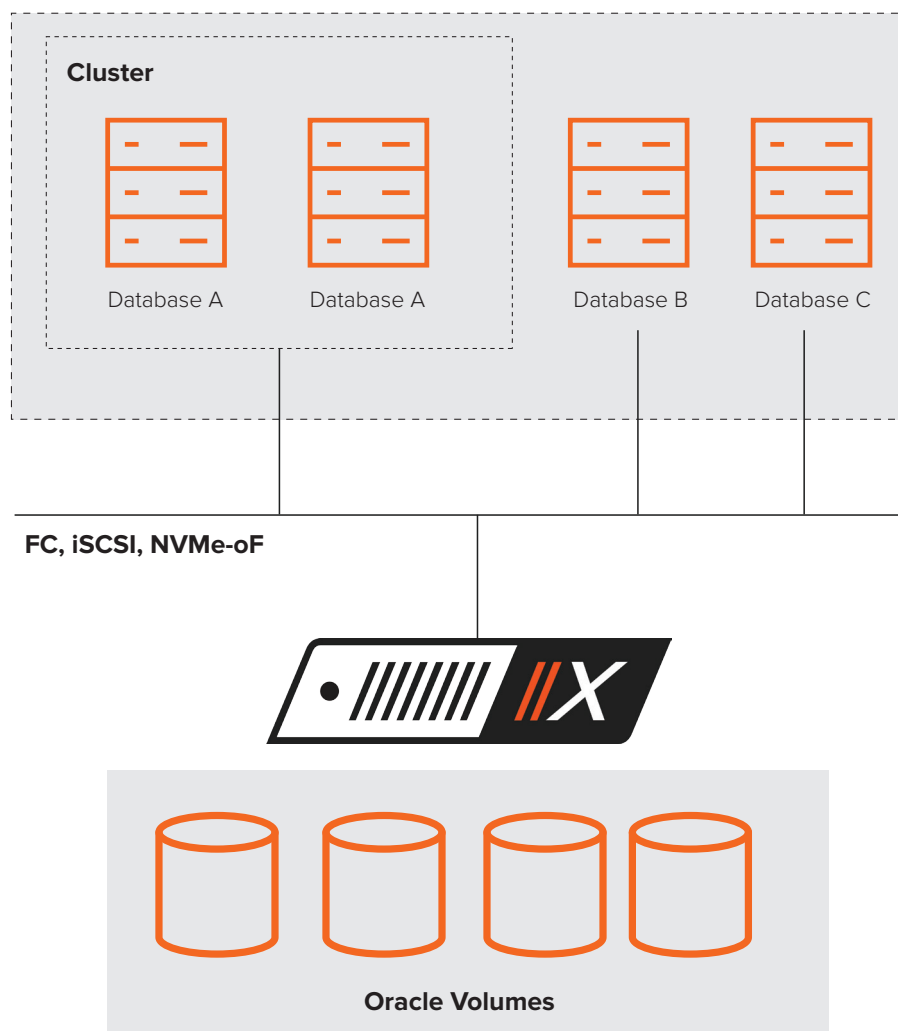 Cluster
Database A
Database A
Database B
Database C
FC, iSCSI, NVMe-oF
//X
Oracle Volumes